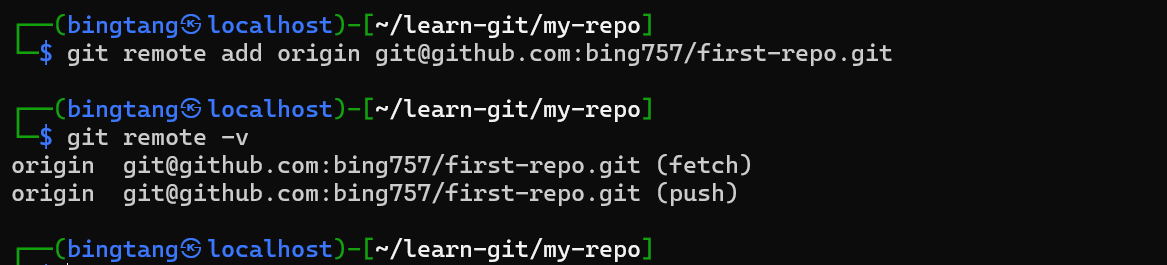 ┌──(bingtang㉿localhost)-[~/learn-git/my-repo]
└─$ git remote add origin git@github.com:bing757/first-repo.git
┌──(bingtang㉿localhost)-[~/learn-git/my-repo]
└─$ git remote -v
origin  git@github.com:bing757/first-repo.git (fetch)
origin  git@github.com:bing757/first-repo.git (push)
┌──(bingtang㉿localhost)-[~/learn-git/my-repo]